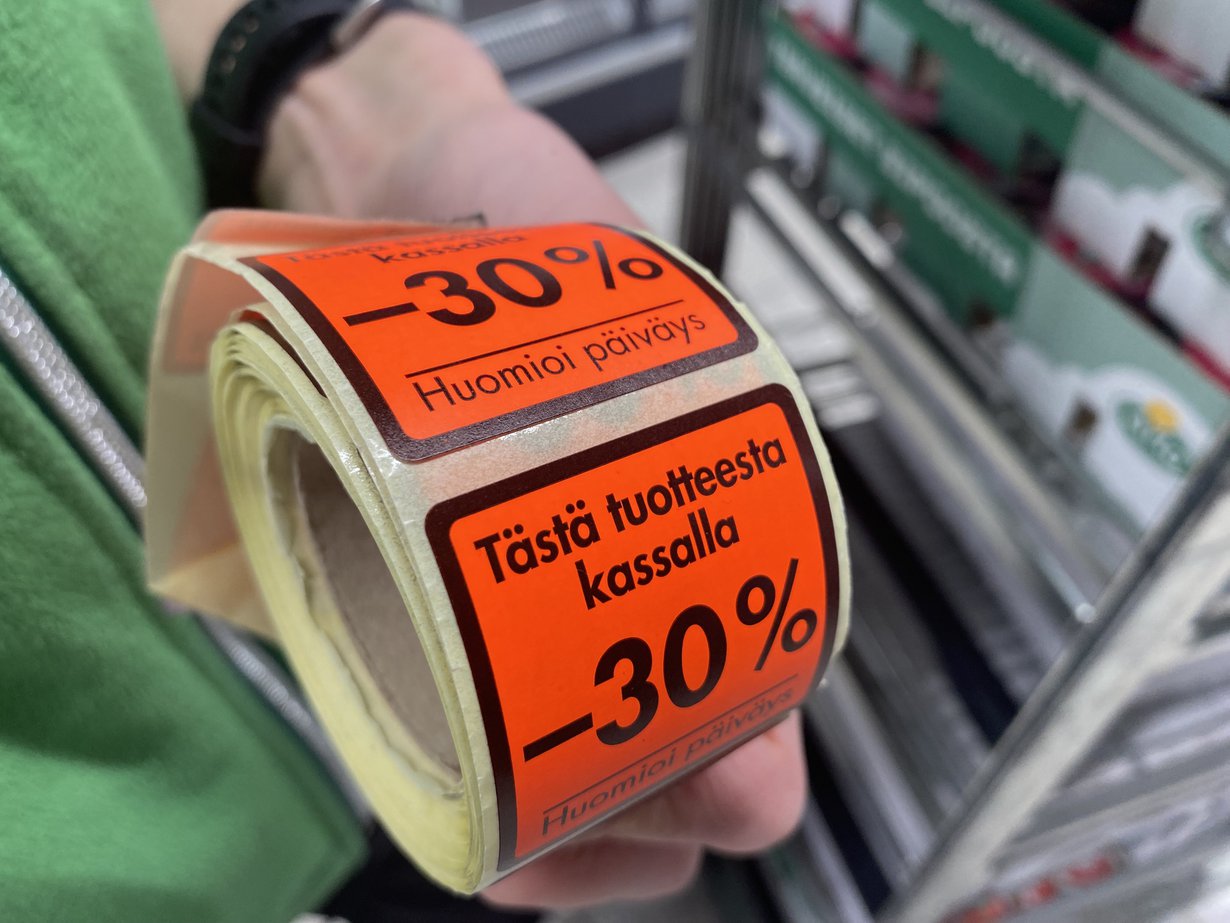 kassalla
-30%
Huomioi päiväys
Tästä tuotteesta
kassalla
-30%
Huomioi päiväys